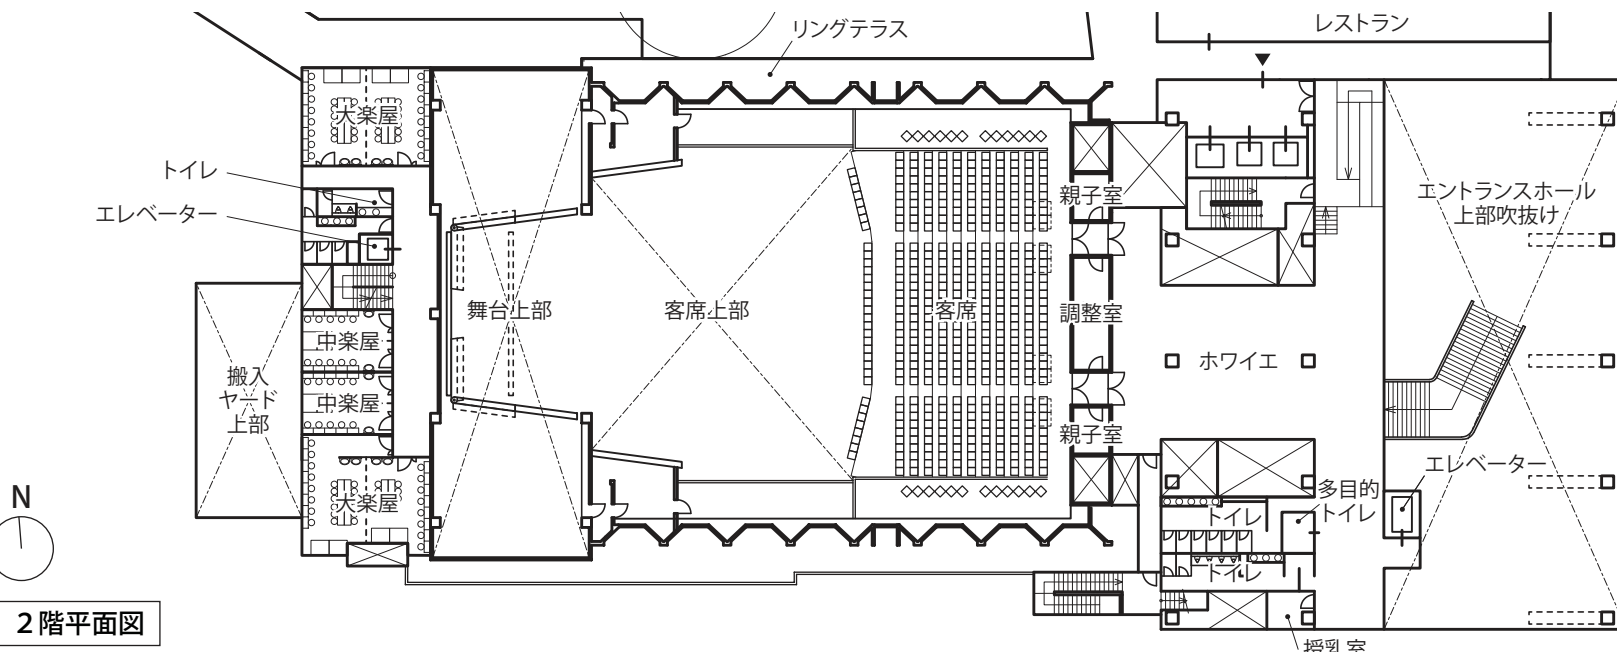 リングテラス
レストラン
大楽屋
トイレ
エレベーター
親子室
エントランスホール
上部吹抜け
舞台上部
客席上部
客席
調整室
ホワイエ
中楽屋
中楽屋
搬入
ヤード
上部
親子室
大楽屋
エレベーター
多目的
トイレ
トイレ
トイレ
授乳室
N
2階平面図